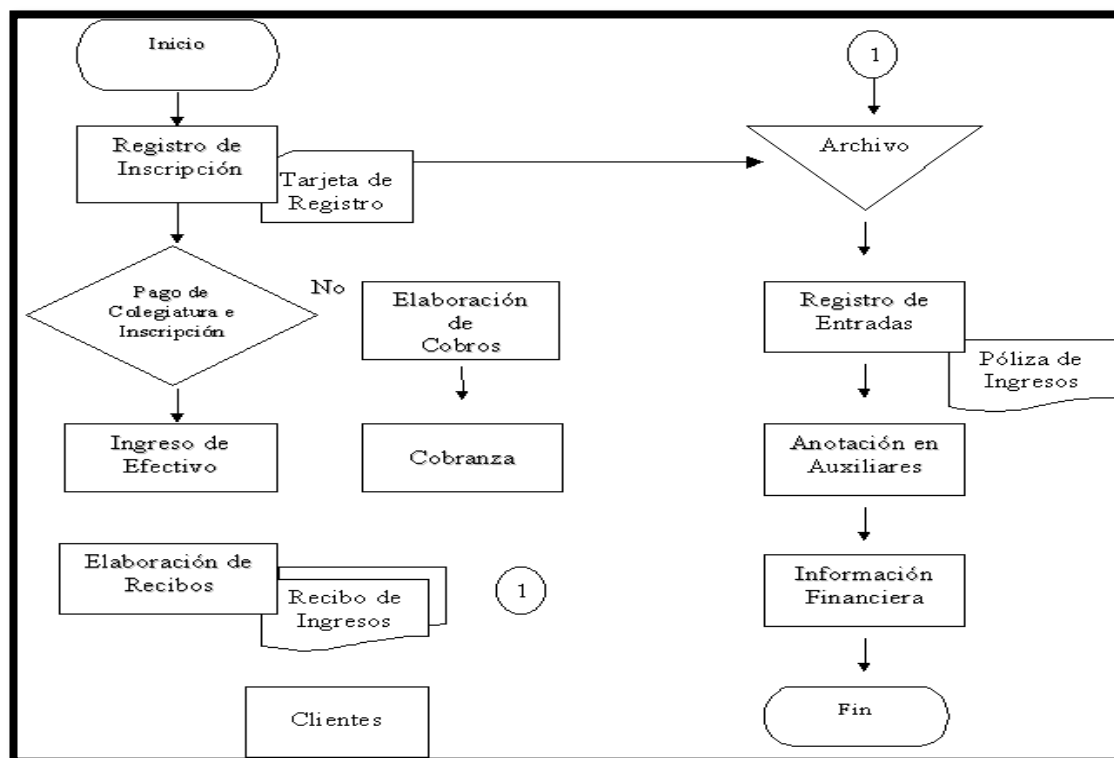 Inicio
Registro de
Inscripción
Tarjeta de
Registro
Pago de
Colegiatura e
Inscripción
No
Elaboración
de
Cobros
Ingreso de
Efectivo
Cobranza
Elaboración de
Recibos
Recibo de
Ingresos
1
Clientes
1
Archivo
Registro de
Entradas
Póliza de
Ingresos
Anotación en
Auxiliares
Información
Financiera
Fin